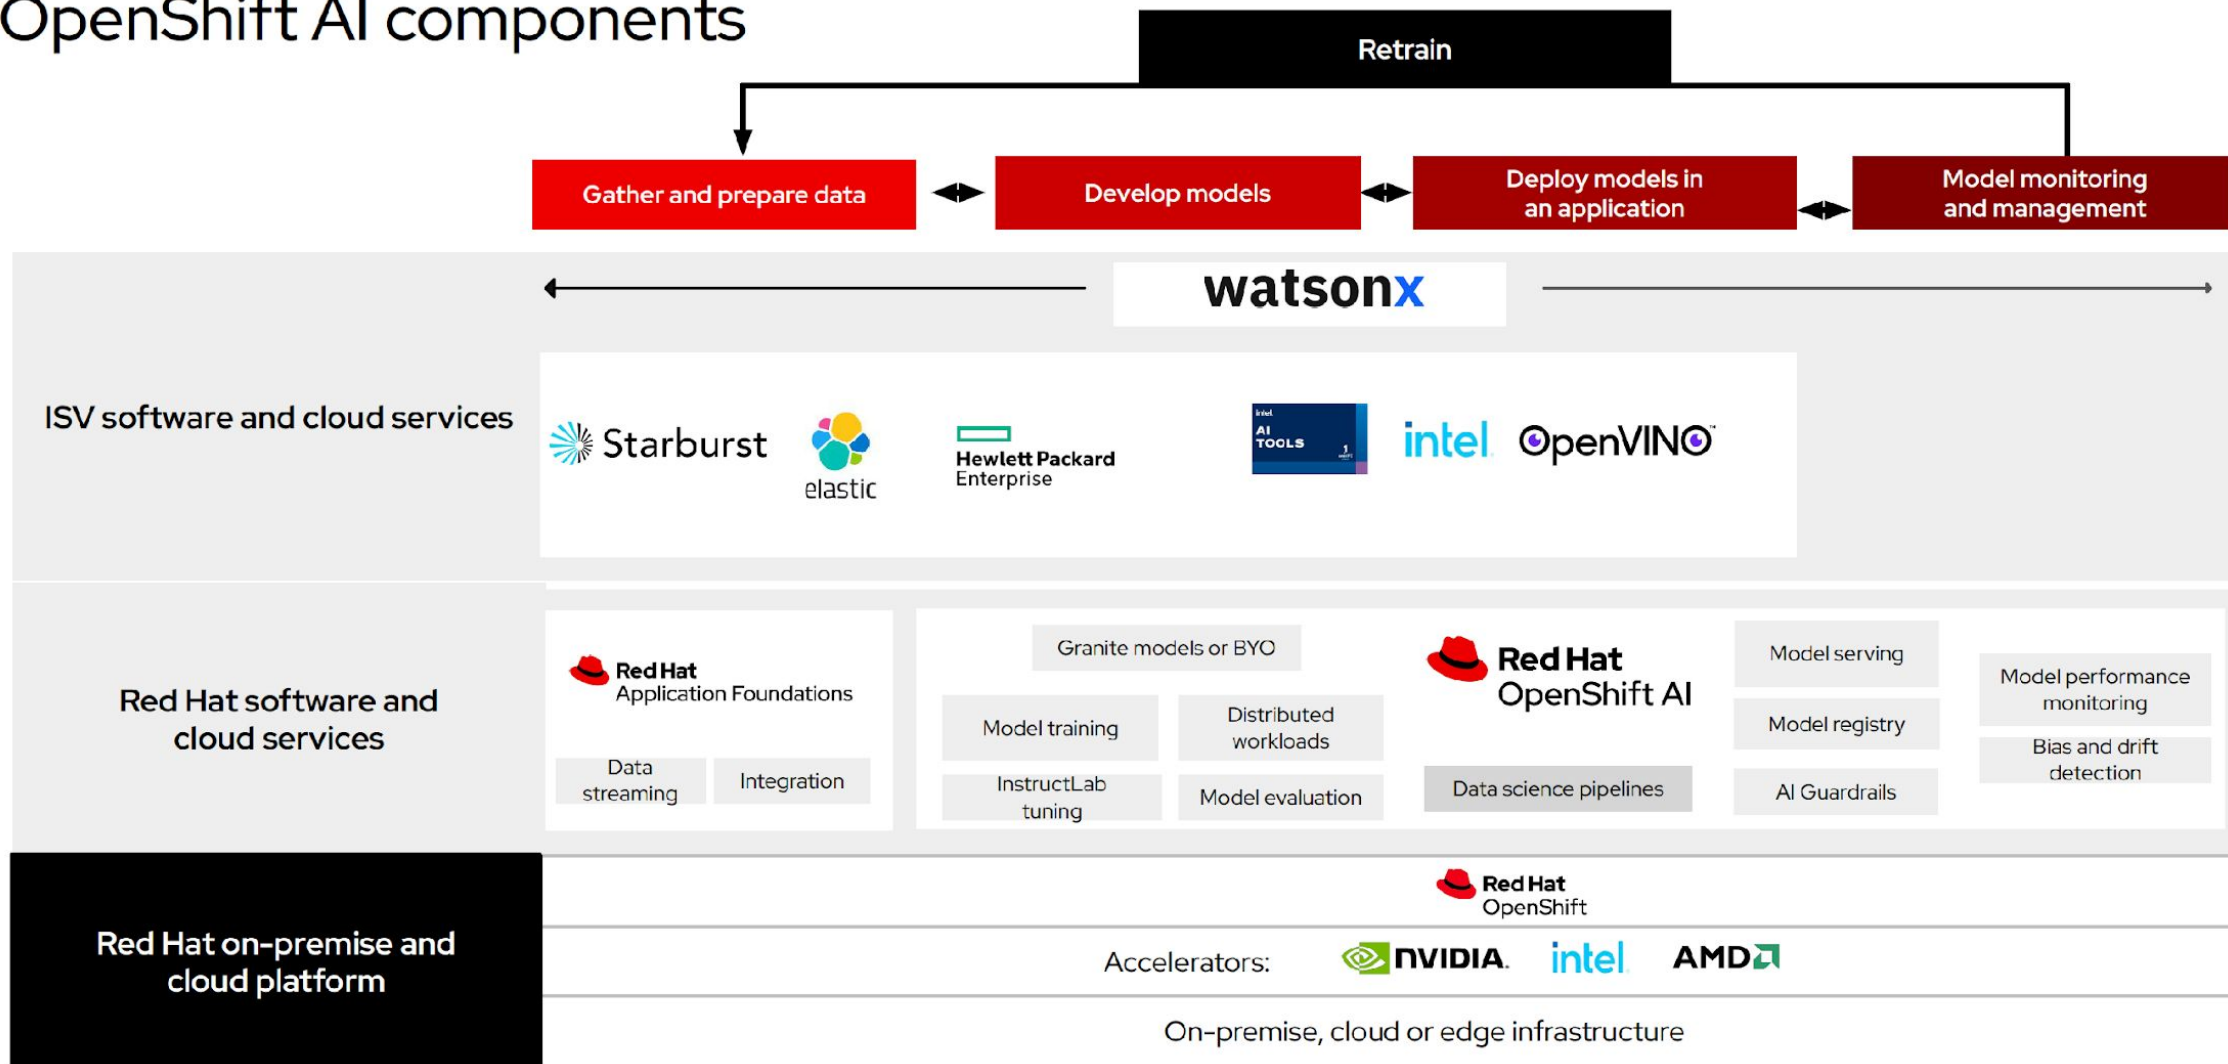 OpenShift AI components
Retrain
Gather and prepare data
Develop models
Deploy models in
an application
Model monitoring
and management
watsonx
ISV software and cloud services
Starburst
elastic
Hewlett Packard
Enterprise
intel
AI
TOOLS
intel
OpenVINO™
Red Hat software and
cloud services
Red Hat
Application Foundations
Data
streaming
Integration
Granite models or BYO
Model training
Distributed
workloads
InstructLab
tuning
Model evaluation
Red Hat
OpenShift AI
Data science pipelines
Model serving
Model registry
AI Guardrails
Model performance
monitoring
Bias and drift
detection
Red Hat on-premise and
cloud platform
Red Hat
OpenShift
Accelerators:
NVIDIA.
intel
AMD
On-premise, cloud or edge infrastructure